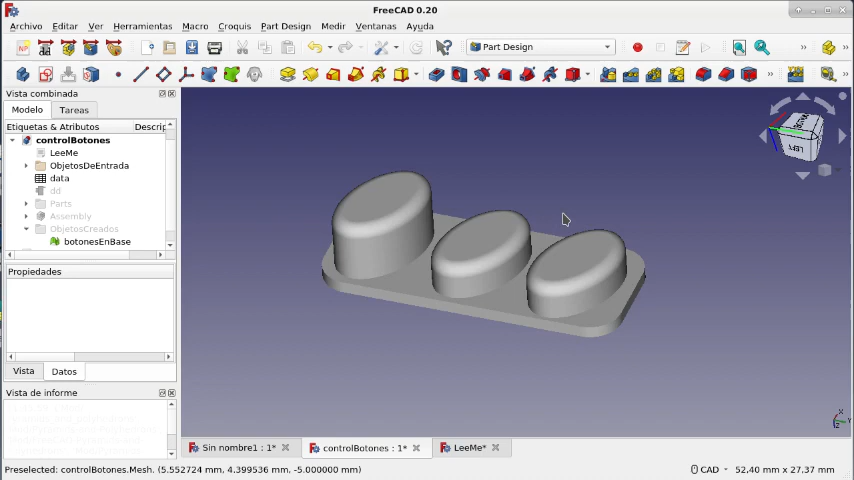 FreeCAD 0.20
Archivo Editar Ver Herramientas Macro Croquis Part Design Medir Ventanas Ayuda
Part Design
Vista combinada
Modelo Tareas
Etiquetas & Atributos Descrip
controlBotones
LeeMe
ObjetosDeEntrada
data
dd
Parts
Assembly
ObjetosCreados
botonesEnBase
Propiedades
Vista Datos
Vista de informe
LEFT
X
Y
Z
Sin nombre1 : 1* controlBotones : 1* LeeMe*
Preselected: controlBotones.Mesh. (5.552724 mm, 4.399536 mm, -5.000000 mm) CAD 52,40 mm x 27,37 mm